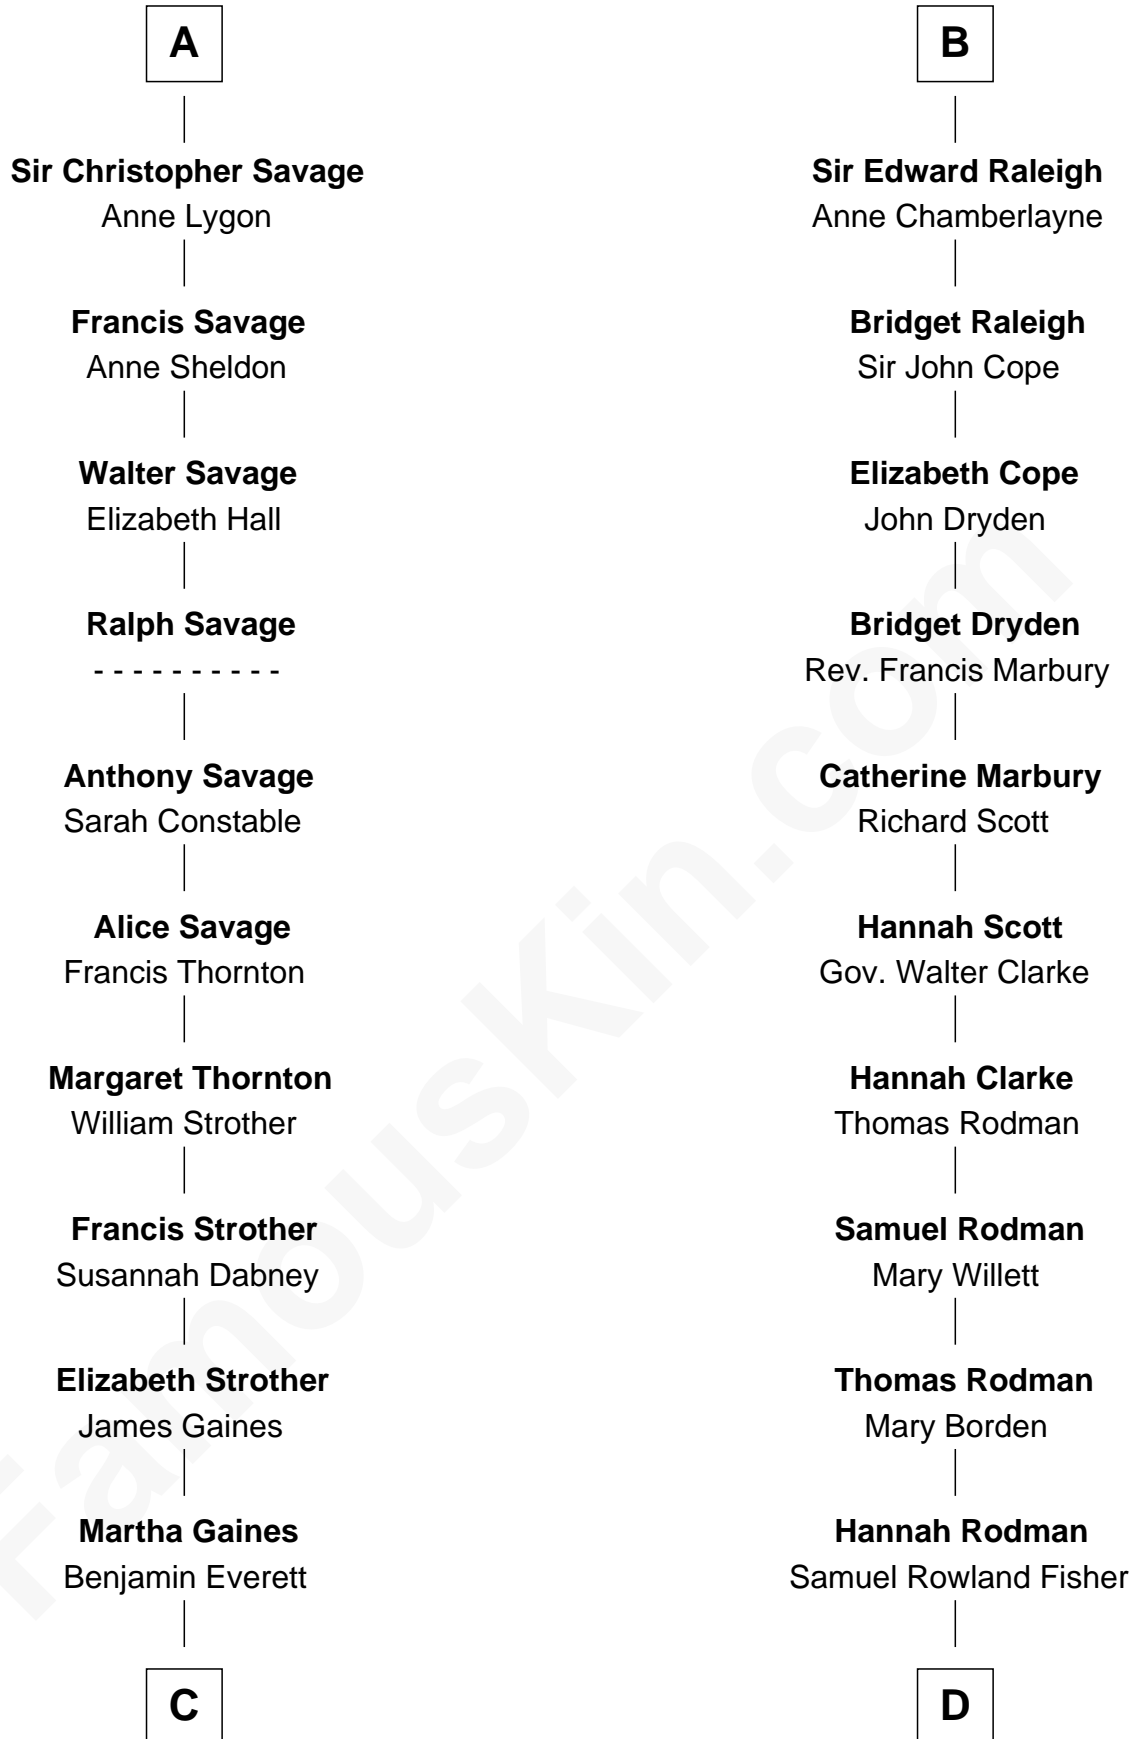 A
Sir Christopher Savage
Anne Lygon
Francis Savage
Anne Sheldon
Walter Savage
Elizabeth Hall
Ralph Savage
- - - - - - - - - -
Anthony Savage
Sarah Constable
Alice Savage
Francis Thornton
Margaret Thornton
William Strother
Francis Strother
Susannah Dabney
Elizabeth Strother
James Gaines
Martha Gaines
Benjamin Everett
C
B
Sir Edward Raleigh
Anne Chamberlayne
Bridget Raleigh
Sir John Cope
Elizabeth Cope
John Dryden
Bridget Dryden
Rev. Francis Marbury
Catherine Marbury
Richard Scott
Hannah Scott
Gov. Walter Clarke
Hannah Clarke
Thomas Rodman
Samuel Rodman
Mary Willett
Thomas Rodman
Mary Borden
Hannah Rodman
Samuel Rowland Fisher
D
FamousKin.com